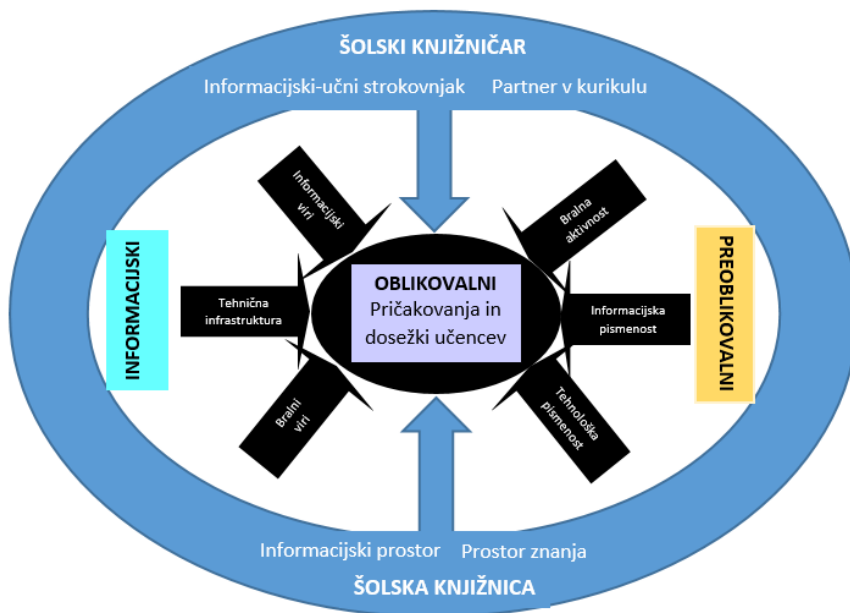 ŠOLSKI KNJIŽNIČAR
Informacijski-učni strokovnjak
Partner v kurikulu
Informacijski
viri
Bralna
aktivnost
INFORMACIJSKI
Tehnična
infrastruktura
OBLIKOVALNI
Pričakovanja in
dosežki učencev
Informacijska
pismenost
PREOBLIKOVALNI
Bralni
viri
Tehnološka
pismenost
Informacijski prostor
Prostor znanja
ŠOLSKA KNJIŽNICA